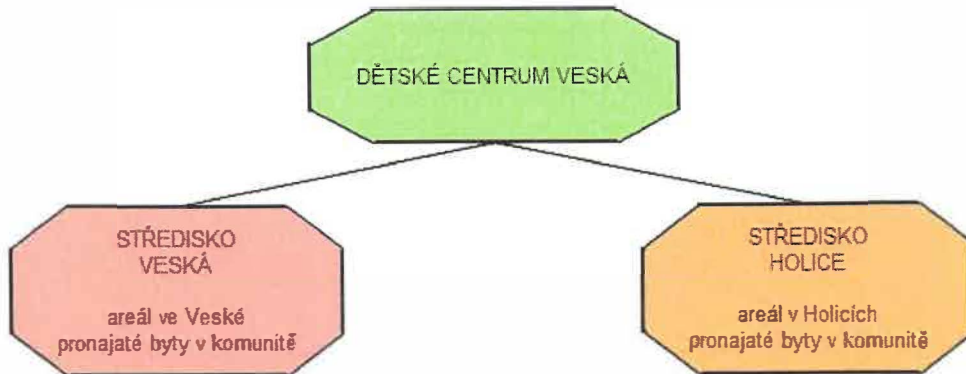 DĚTSKÉ CENTRUM VESKÁ
STŘEDISKO
VESKÁ
areál ve Veské
pronajaté byty v komunitě
STŘEDISKO
HOLICE
areál v Holicích
pronajaté byty v komunitě